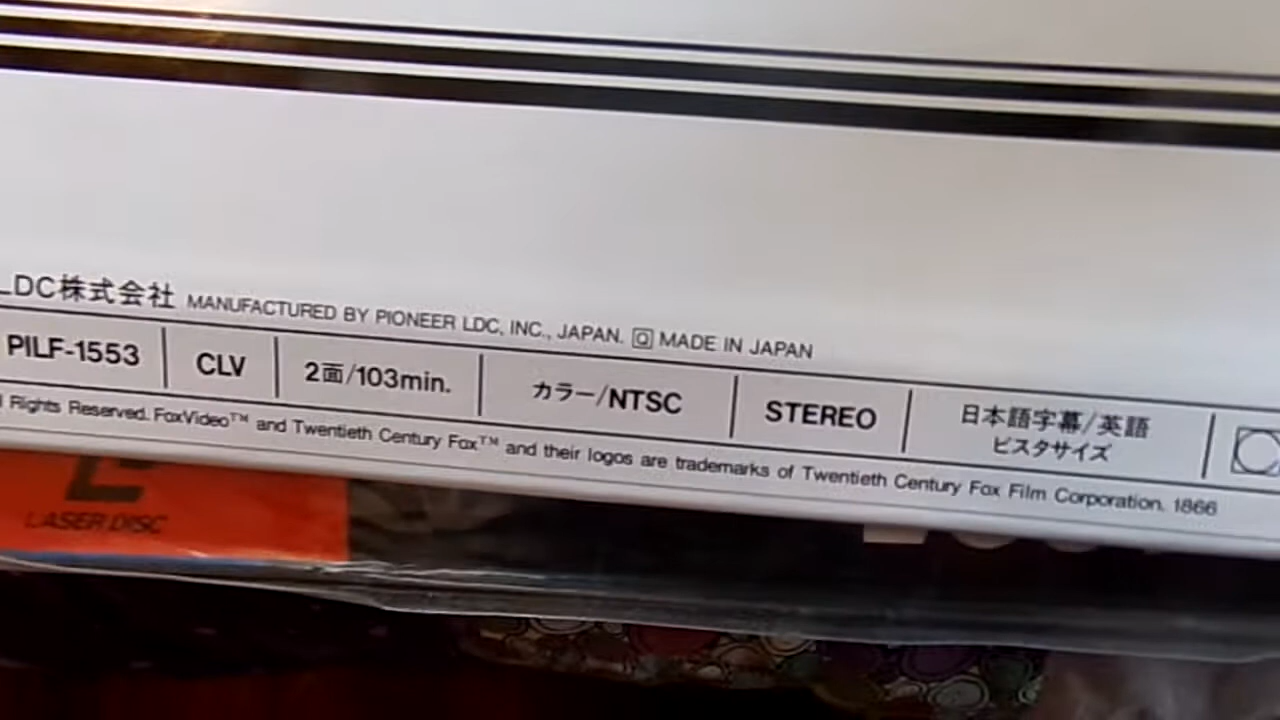 LDC株式会社 MANUFACTURED BY PIONEER LDC, INC., JAPAN. Q MADE IN JAPAN
PILF-1553 CLV 2面/103min. カラー/NTSC STEREO 日本語字幕/英語
ビスタサイズ
Rights Reserved. FoxVideo™ and Twentieth Century Fox™ and their logos are trademarks of Twentieth Century Fox Film Corporation. 1866
LASER DISC